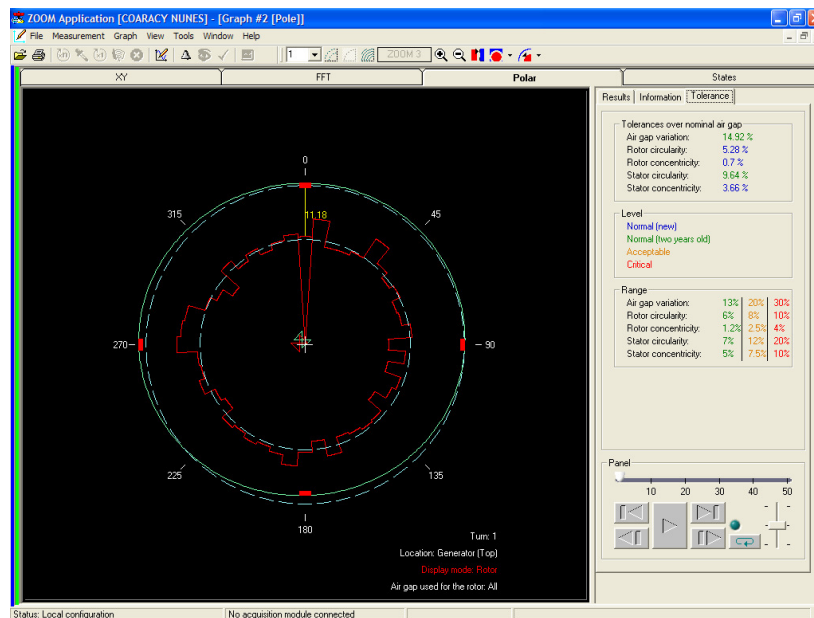 ZOOM Application [COARACY NUNES] - [Graph #2 [Pole]]
File Measurement Graph View Tools Window Help
1 ZOOM 3
XY FFT Polar States
Results Information Tolerance
Tolerances over nominal air gap
Air gap variation: 14.92 %
Rotor circularity: 5.28 %
Rotor concentricity: 0.7 %
Stator circularity: 9.64 %
Stator concentricity: 3.66 %
Level
Normal (new)
Normal (two years old)
Acceptable
Critical
Range
Air gap variation: 13% 20% 30%
Rotor circularity: 6% 8% 10%
Rotor concentricity: 1.2% 2.5% 4%
Stator circularity: 7% 12% 20%
Stator concentricity: 5% 7.5% 10%
Panel
10 20 30 40 50
0
315 11.18 45
270 90
225 135
180
Turn: 1
Location: Generator (Top)
Display mode: Rotor
Air gap used for the rotor: All
Status: Local configuration No acquisition module connected